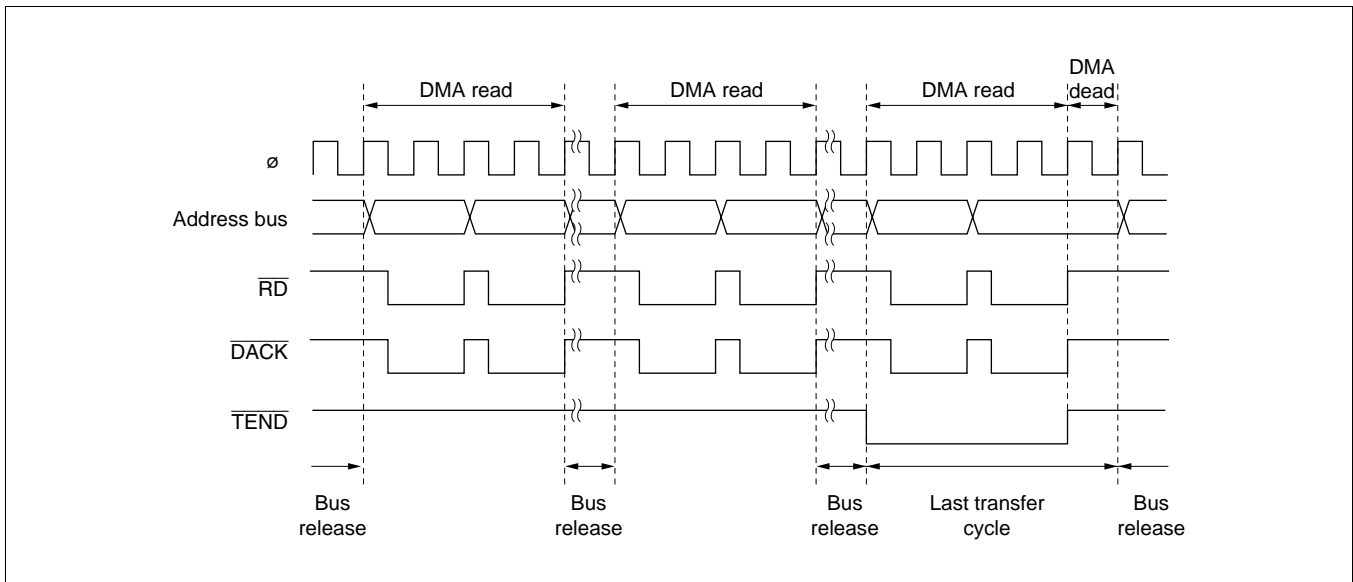 DMA read DMA read DMA read DMA dead
ø
Address bus
RD
DACK
TEND
Bus release Bus release Bus release Last transfer cycle Bus release